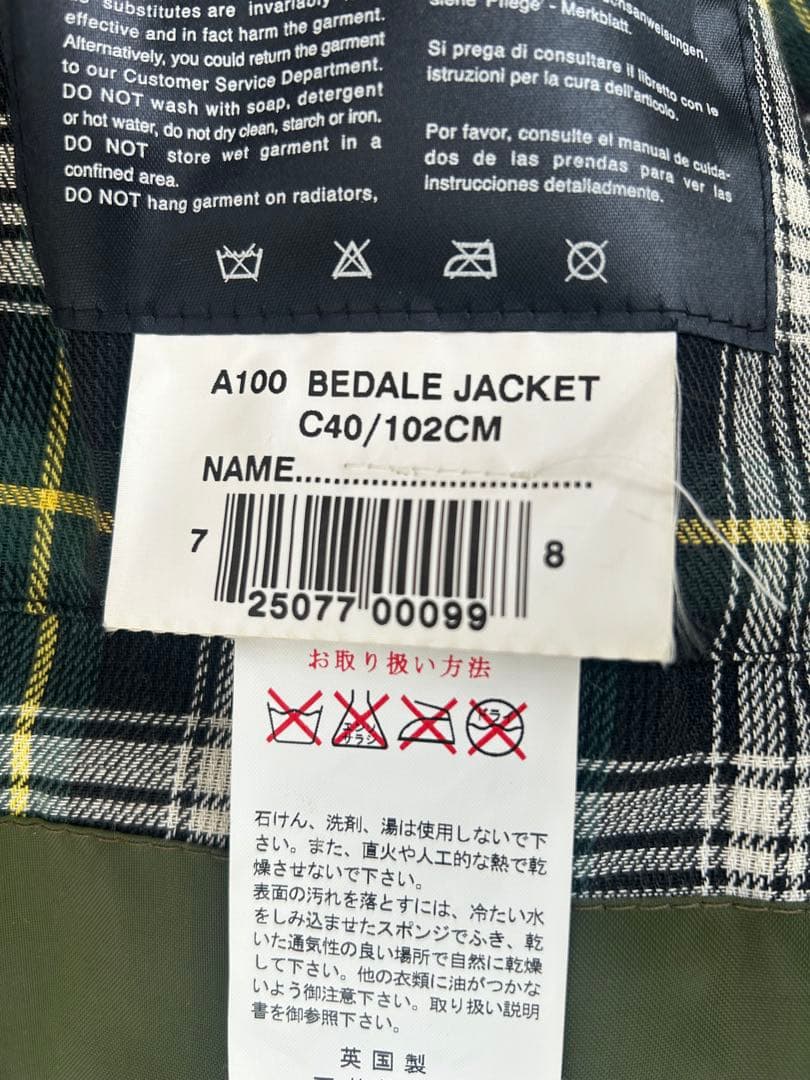 substitutes are invariably
effective and in fact harm the garment.
Alternatively, you could return the garment
to our Customer Service Department.
DO NOT wash with soap, detergent
or hot water, do not dry clean, starch or iron.
DO NOT store wet garment in a
confined area.
DO NOT hang garment on radiators,
Pflege - Merkblatt.
Si prega di consultare il libretto con le
istruzioni per la cura dell'articolo.
Por favor, consulte el manual de cuida-
dos de las prendas para ver las
instrucciones detalladmente.
A100 BEDALE JACKET
C40/102CM
NAME...............................
7 25077 00099 8
お取り扱い方法
エンソ
サラシ
ドライ
石けん、洗剤、湯は使用しないで下
さい。また、直火や人工的な熱で乾
燥させないで下さい。
表面の汚れを落とすには、冷たい水
をしみ込ませたスポンジでふき、乾
いた通気性の良い場所で自然に乾燥
して下さい。他の衣類に油がつかな
いよう御注意下さい。取り扱い説明
書を御参照下さい。
英国製